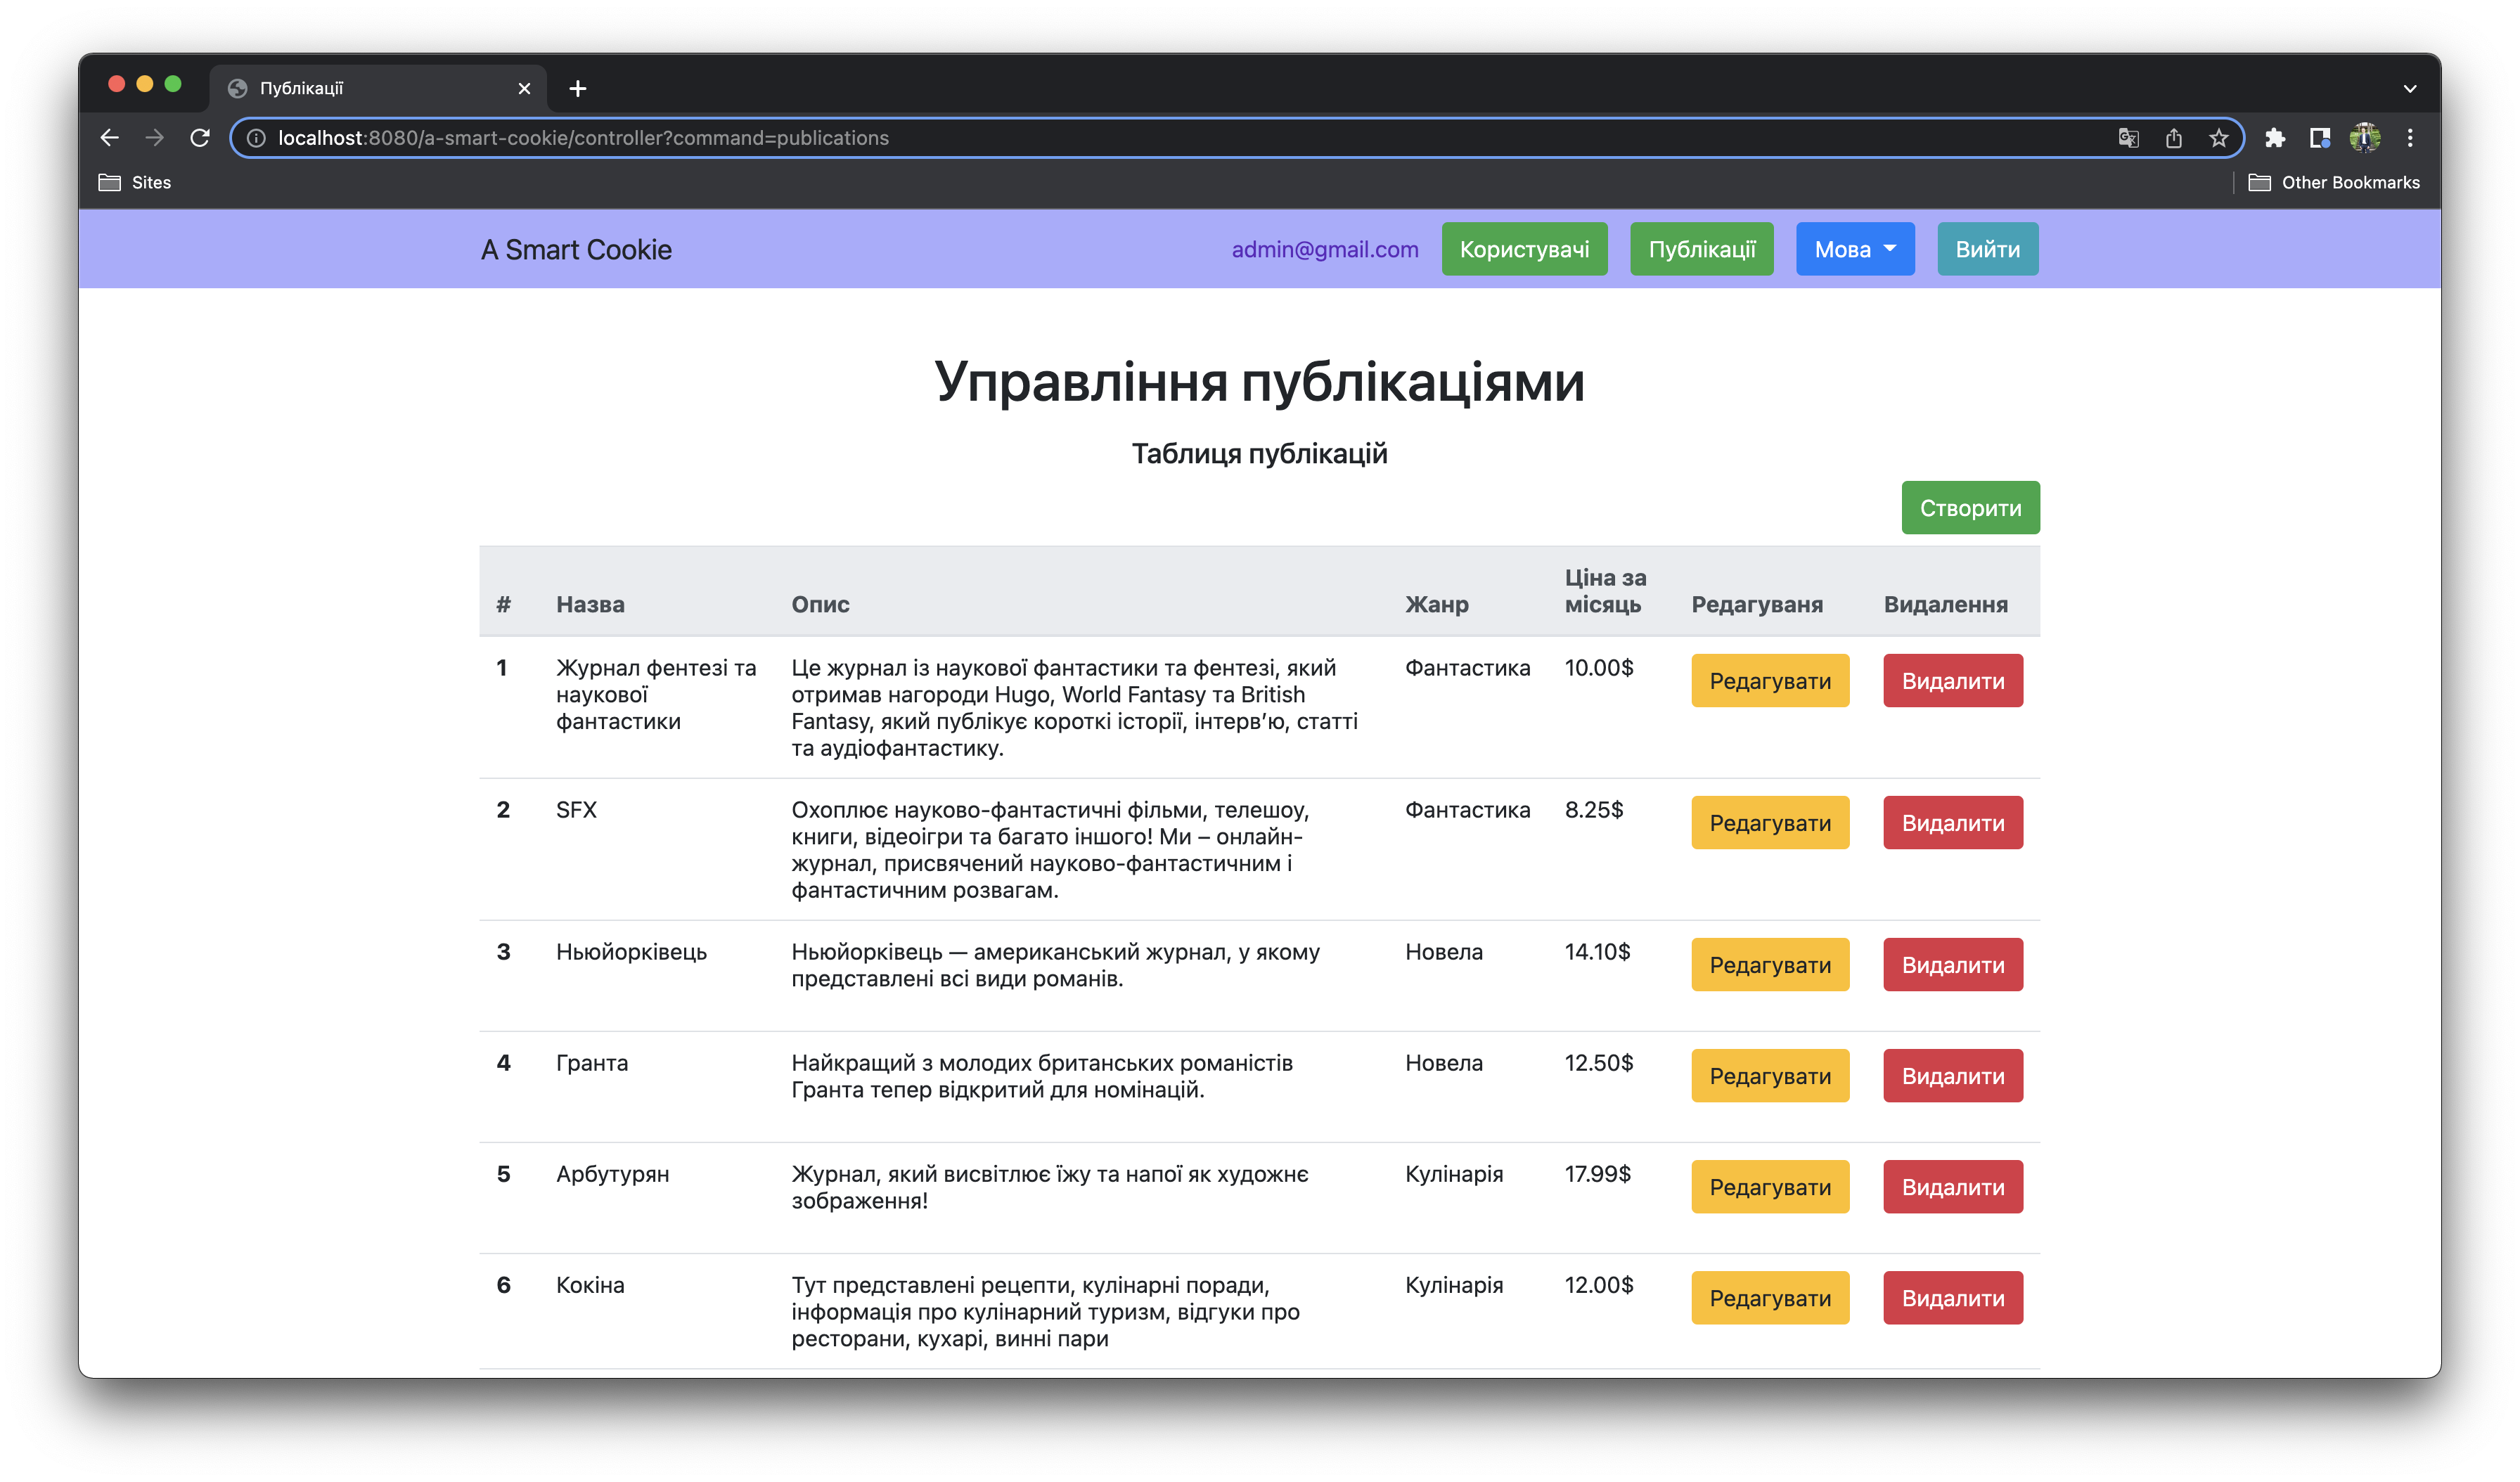 Публікації
localhost:8080/a-smart-cookie/controller?command=publications
Sites
Other Bookmarks
A Smart Cookie
admin@gmail.com
Користувачі
Публікації
Мова
Вийти
Управління публікаціями
Таблиця публікацій
Створити
# Назва Опис Жанр Ціна за місяць Редагуваня Видалення
1 Журнал фентезі та наукової фантастики
Це журнал із наукової фантастики та фентезі, який
отримав нагороди Hugo, World Fantasy та British
Fantasy, який публікує короткі історії, інтерв’ю, статті
та аудіофантастику.
Фантастика 10.00$ Редагувати Видалити
2 SFX
Охоплює науково-фантастичні фільми, телешоу,
книги, відеоігри та багато іншого! Ми – онлайн-
журнал, присвячений науково-фантастичним і
фантастичним розвагам.
Фантастика 8.25$ Редагувати Видалити
3 Ньюйорківець
Ньюйорківець — американський журнал, у якому
представлені всі види романів.
Новела 14.10$ Редагувати Видалити
4 Гранта
Найкращий з молодих британських романістів
Гранта тепер відкритий для номінацій.
Новела 12.50$ Редагувати Видалити
5 Арбутурян
Журнал, який висвітлює їжу та напої як художнє
зображення!
Кулінарія 17.99$ Редагувати Видалити
6 Кокіна
Тут представлені рецепти, кулінарні поради,
інформація про кулінарний туризм, відгуки про
ресторани, кухарі, винні пари
Кулінарія 12.00$ Редагувати Видалити